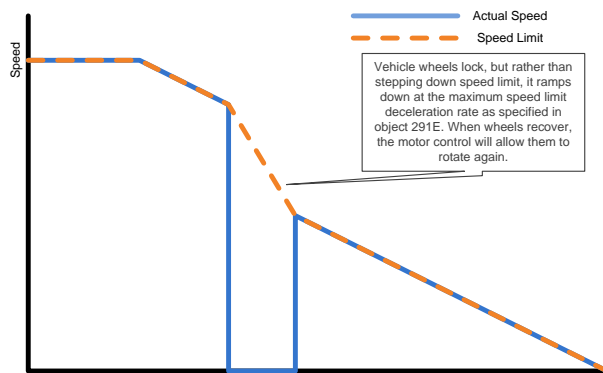 Actual Speed
Speed Limit
Speed
Vehicle wheels lock, but rather than
stepping down speed limit, it ramps
down at the maximum speed limit
deceleration rate as specified in
object 291E. When wheels recover,
the motor control will allow them to
rotate again.